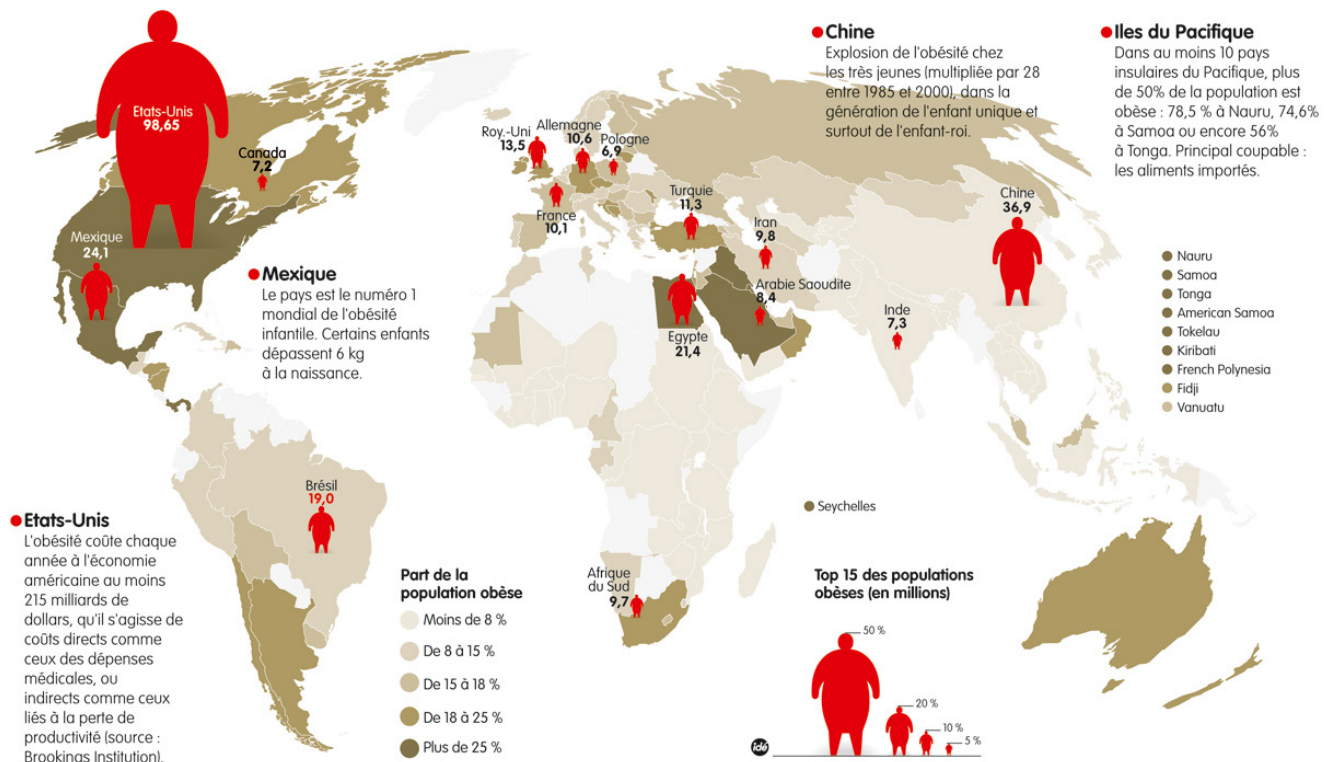 Etats-Unis
98,65
Canada
7,2
Mexique
24,1
Mexique
Le pays est le numéro 1
mondial de l'obésité
infantile. Certains enfants
dépassent 6 kg
à la naissance.
Roy.-Uni
13,5
Allemagne
10,6
Pologne
6,9
France
10,1
Turquie
11,3
Iran
9,8
Arabie Saoudite
8,4
Egypte
21,4
Inde
7,3
Chine
36,9
Chine
Explosion de l'obésité chez
les très jeunes (multipliée par 28
entre 1985 et 2000), dans la
génération de l'enfant unique et
surtout de l'enfant-roi.
Iles du Pacifique
Dans au moins 10 pays
insulaires du Pacifique, plus
de 50% de la population est
obèse : 78,5 % à Nauru, 74,6%
à Samoa ou encore 56%
à Tonga. Principal coupable :
les aliments importés.
Nauru
Samoa
Tonga
American Samoa
Tokelau
Kiribati
French Polynesia
Fidji
Vanuatu
Seychelles
Brésil
19,0
Afrique
du Sud
9,7
Etats-Unis
L'obésité coûte chaque
année à l'économie
américaine au moins
215 milliards de
dollars, qu'il s'agisse de
coûts directs comme
ceux des dépenses
médicales, ou
indirects comme ceux
liés à la perte de
productivité (source :
Brookings Institution).
Part de la
population obèse
Moins de 8 %
De 8 à 15 %
De 15 à 18 %
De 18 à 25 %
Plus de 25 %
Top 15 des populations
obèses (en millions)
50 %
20 %
10 %
5 %
idé